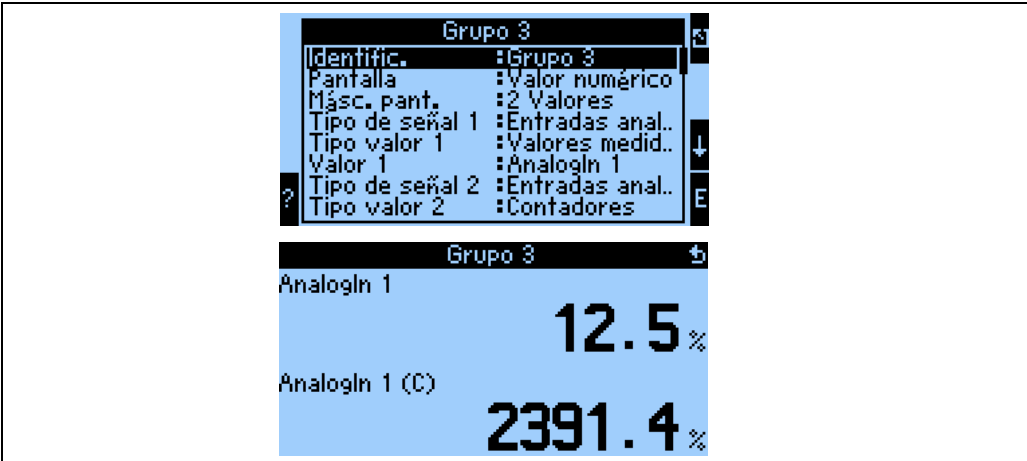 Grupo 3
Identific. :Grupo 3
Pantalla :Valor numérico
Másc. pant. :2 Valores
Tipo de señal 1 :Entradas anal..
Tipo valor 1 :Valores medid..
Valor 1 :AnalogIn 1
Tipo de señal 2 :Entradas anal..
Tipo valor 2 :Contadores
?
↓
E
Grupo 3
AnalogIn 1
12.5 %
AnalogIn 1 (C)
2391.4 %